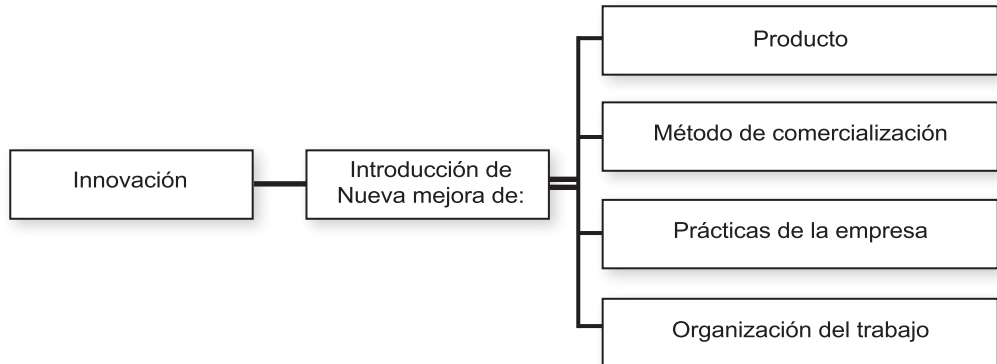 Producto
Método de comercialización
Innovación
Introducción de
Nueva mejora de:
Prácticas de la empresa
Organización del trabajo